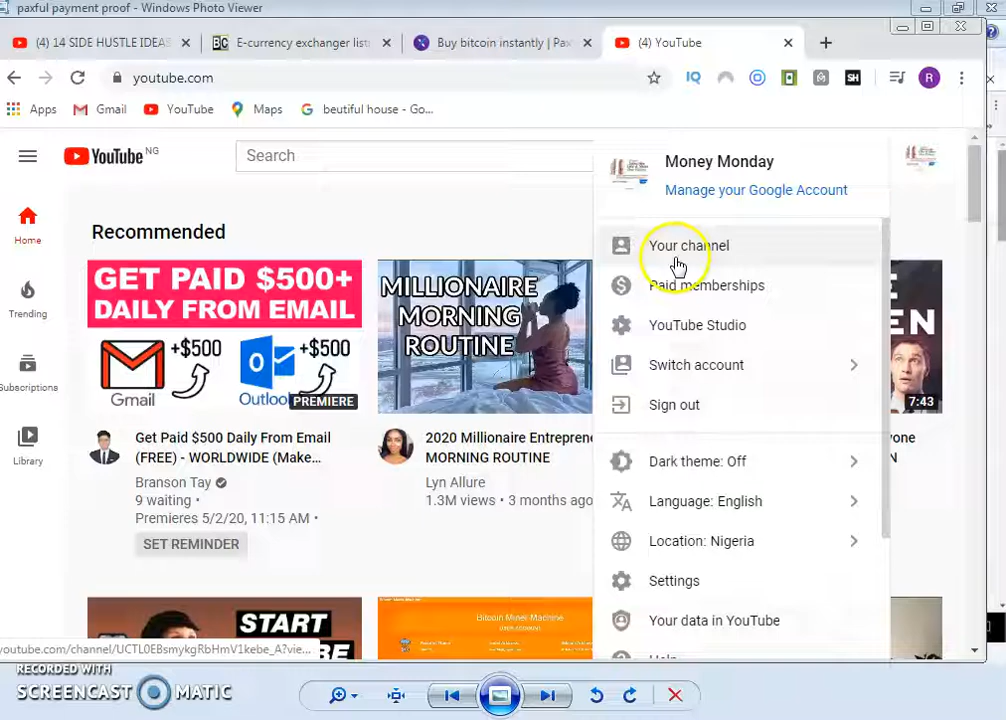 paxful payment proof - Windows Photo Viewer
(4) 14 SIDE HUSTLE IDEAS
E-currency exchanger list
Buy bitcoin instantly | Pax
(4) YouTube
youtube.com
IQ
SH
R
Apps
Gmail
YouTube
Maps
beutiful house - Go...
YouTube NG
Search
Money Monday
Manage your Google Account
Home
Trending
Subscriptions
Library
Recommended
GET PAID $500+
DAILY FROM EMAIL
+$500
+$500
Gmail
Outlook
PREMIERE
MILLIONAIRE
MORNING
ROUTINE
7:43
Get Paid $500 Daily From Email
(FREE) - WORLDWIDE (Make...
Branson Tay
9 waiting •
Premieres 5/2/20, 11:15 AM •
SET REMINDER
2020 Millionaire Entreprene
MORNING ROUTINE
Lyn Allure
1.3M views • 3 months ago
Your channel
Paid memberships
YouTube Studio
Switch account
Sign out
Dark theme: Off
Language: English
Location: Nigeria
Settings
Your data in YouTube
START
Bitcoin Miner Machine
youtube.com/channel/UCTL0EBsmykgRbHmV1kebe_A?vie...
RECORDED WITH
SCREENCAST MATIC